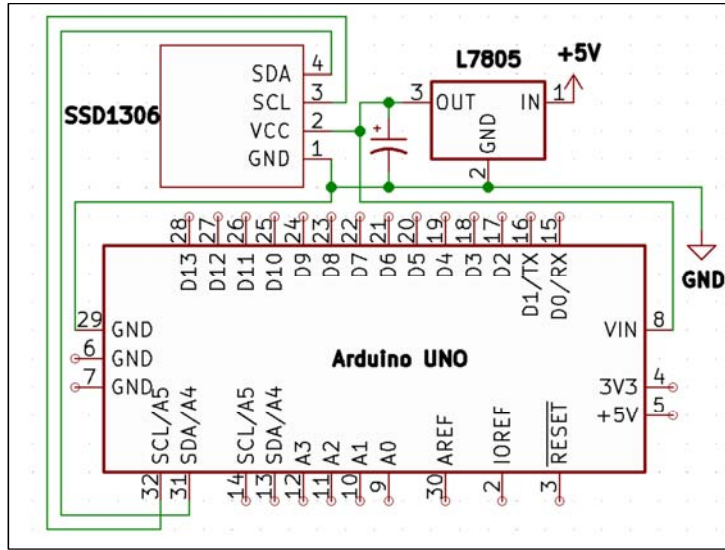 L7805
+5V
SDA 4
SCL 3
VCC 2
GND 1
SSD1306
3 OUT IN 1
GND
2
+
28 27 26 25 24 23 22 21 20 19 18 17 16 15
D13 D12 D11 D10 D9 D8 D7 D6 D5 D4 D3 D2 D1/TX D0/RX
GND
29 GND
6 GND
7 GND
Arduino UNO
VIN 8
3V3 4
+5V 5
SCL/A5 SDA/A4 SCL/A5 SDA/A4 A3 A2 A1 A0 AREF IOREF RESET
32 31 14 13 12 11 10 9 30 2 3